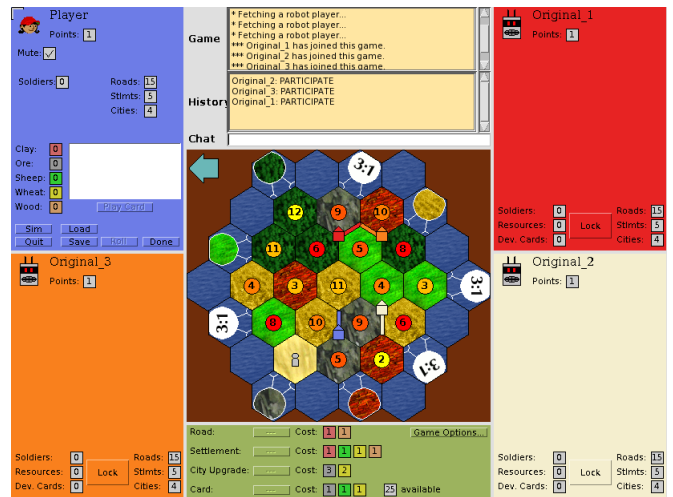 Player
Points: 1
Mute:
Soldiers: 0
Roads: 15
Stlmts: 5
Cities: 4
Clay: 0
Ore: 0
Sheep: 0
Wheat: 0
Wood: 0
Play Card
Sim Load
Quit Save Roll Done
Game
* Fetching a robot player...
* Fetching a robot player...
*** Original_1 has joined this game.
*** Original_2 has joined this game.
*** Original_3 has joined this game.
History
Original_2: PARTICIPATE
Original_3: PARTICIPATE
Original_1: PARTICIPATE
Chat
Original_1
Points: 1
Soldiers: 0 Roads: 15
Resources: 0 Lock Stlmts: 5
Dev. Cards: 0 Cities: 4
3:1
12 9 10
11 6 5 8
4 3 11 4 3 3:1
3:1 8 10 9 6
5 2 3:1
Original_3
Points: 1
Soldiers: 0 Roads: 15
Resources: 0 Lock Stlmts: 5
Dev. Cards: 0 Cities: 4
Original_2
Points: 1
Soldiers: 0 Roads: 15
Resources: 0 Lock Stlmts: 5
Dev. Cards: 0 Cities: 4
Road: --- Cost: 1 1 Game Options...
Settlement: --- Cost: 1 1 1 1
City Upgrade: --- Cost: 3 2
Card: --- Cost: 1 1 1 25 available